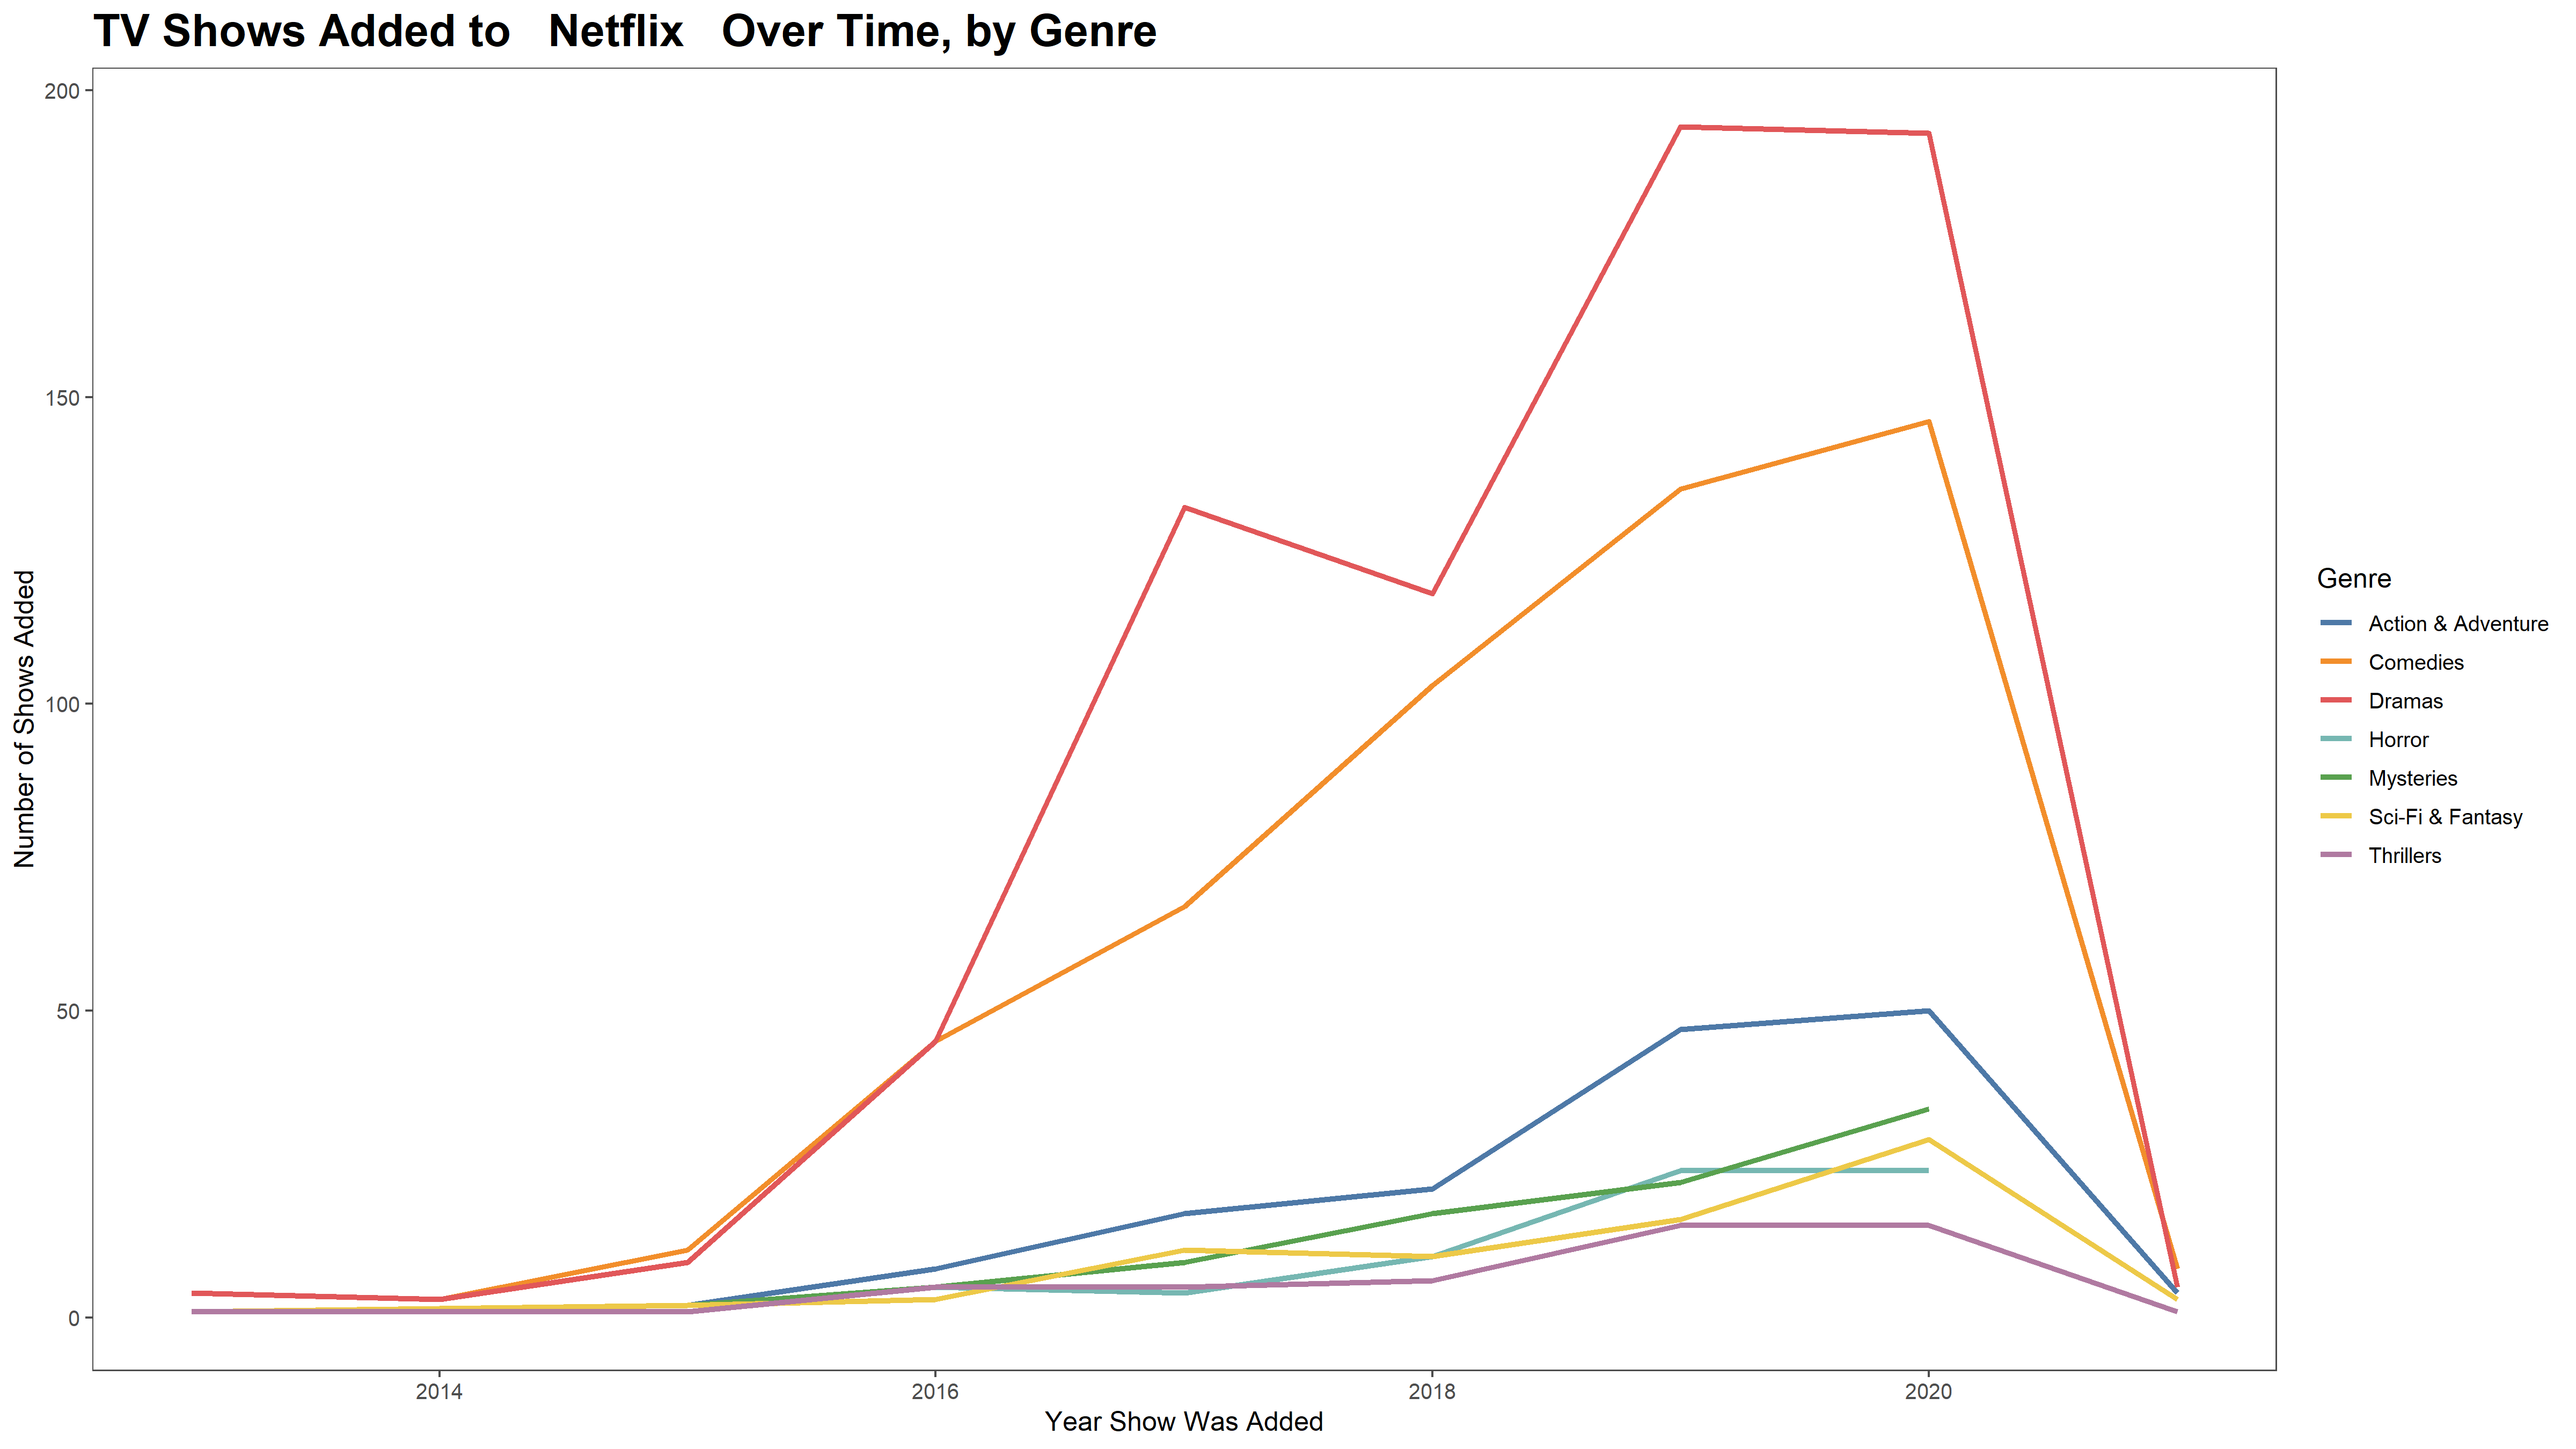 TV Shows Added to Netflix Over Time, by Genre
200
150
100
50
0
Number of Shows Added
2014 2016 2018 2020
Year Show Was Added
Genre
Action & Adventure
Comedies
Dramas
Horror
Mysteries
Sci-Fi & Fantasy
Thrillers